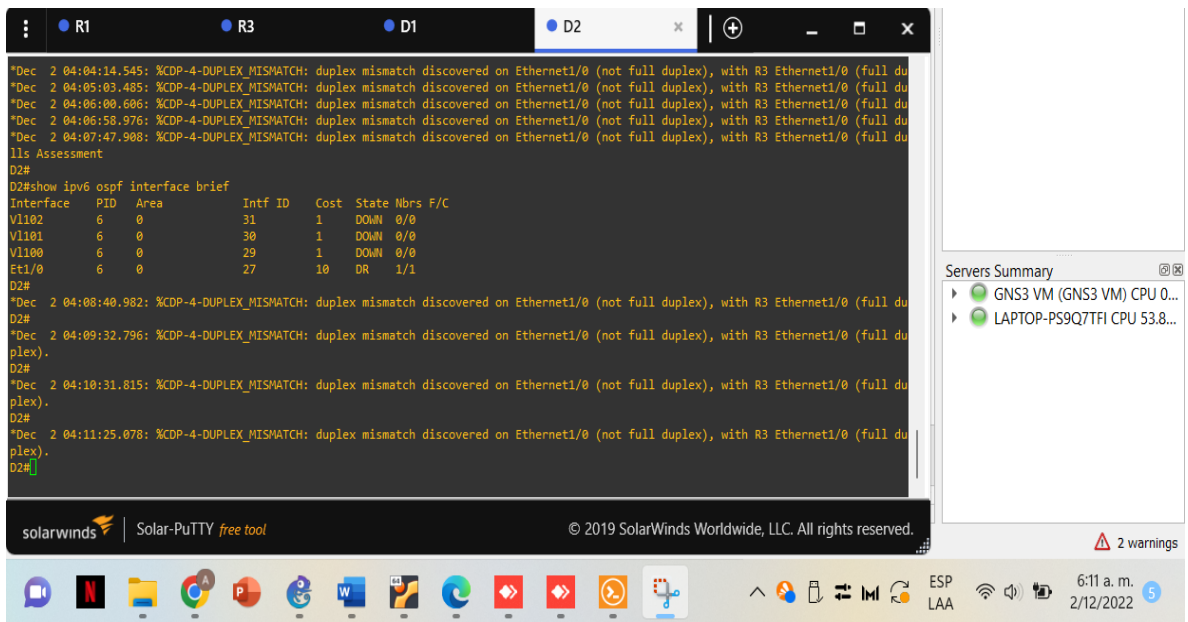 R1 R3 D1 D2
*Dec  2 04:04:14.545: %CDP-4-DUPLEX_MISMATCH: duplex mismatch discovered on Ethernet1/0 (not full duplex), with R3 Ethernet1/0 (full du
*Dec  2 04:05:03.485: %CDP-4-DUPLEX_MISMATCH: duplex mismatch discovered on Ethernet1/0 (not full duplex), with R3 Ethernet1/0 (full du
*Dec  2 04:06:00.606: %CDP-4-DUPLEX_MISMATCH: duplex mismatch discovered on Ethernet1/0 (not full duplex), with R3 Ethernet1/0 (full du
*Dec  2 04:06:58.976: %CDP-4-DUPLEX_MISMATCH: duplex mismatch discovered on Ethernet1/0 (not full duplex), with R3 Ethernet1/0 (full du
*Dec  2 04:07:47.908: %CDP-4-DUPLEX_MISMATCH: duplex mismatch discovered on Ethernet1/0 (not full duplex), with R3 Ethernet1/0 (full du
lls Assessment
D2#
D2#show ipv6 ospf interface brief
Interface    PID   Area            Intf ID    Cost  State Nbrs F/C
Vl102        6     0               31         1     DOWN  0/0
Vl101        6     0               30         1     DOWN  0/0
Vl100        6     0               29         1     DOWN  0/0
Et1/0        6     0               27         10    DR    1/1
D2#
*Dec  2 04:08:40.982: %CDP-4-DUPLEX_MISMATCH: duplex mismatch discovered on Ethernet1/0 (not full duplex), with R3 Ethernet1/0 (full du
D2#
*Dec  2 04:09:32.796: %CDP-4-DUPLEX_MISMATCH: duplex mismatch discovered on Ethernet1/0 (not full duplex), with R3 Ethernet1/0 (full du
plex).
D2#
*Dec  2 04:10:31.815: %CDP-4-DUPLEX_MISMATCH: duplex mismatch discovered on Ethernet1/0 (not full duplex), with R3 Ethernet1/0 (full du
plex).
D2#
*Dec  2 04:11:25.078: %CDP-4-DUPLEX_MISMATCH: duplex mismatch discovered on Ethernet1/0 (not full duplex), with R3 Ethernet1/0 (full du
plex).
D2#
solarwinds Solar-PuTTY free tool © 2019 SolarWinds Worldwide, LLC. All rights reserved.
Servers Summary
GNS3 VM (GNS3 VM) CPU 0...
LAPTOP-PS9Q7TFI CPU 53.8...
2 warnings
ESP
LAA
6:11 a. m.
2/12/2022
5